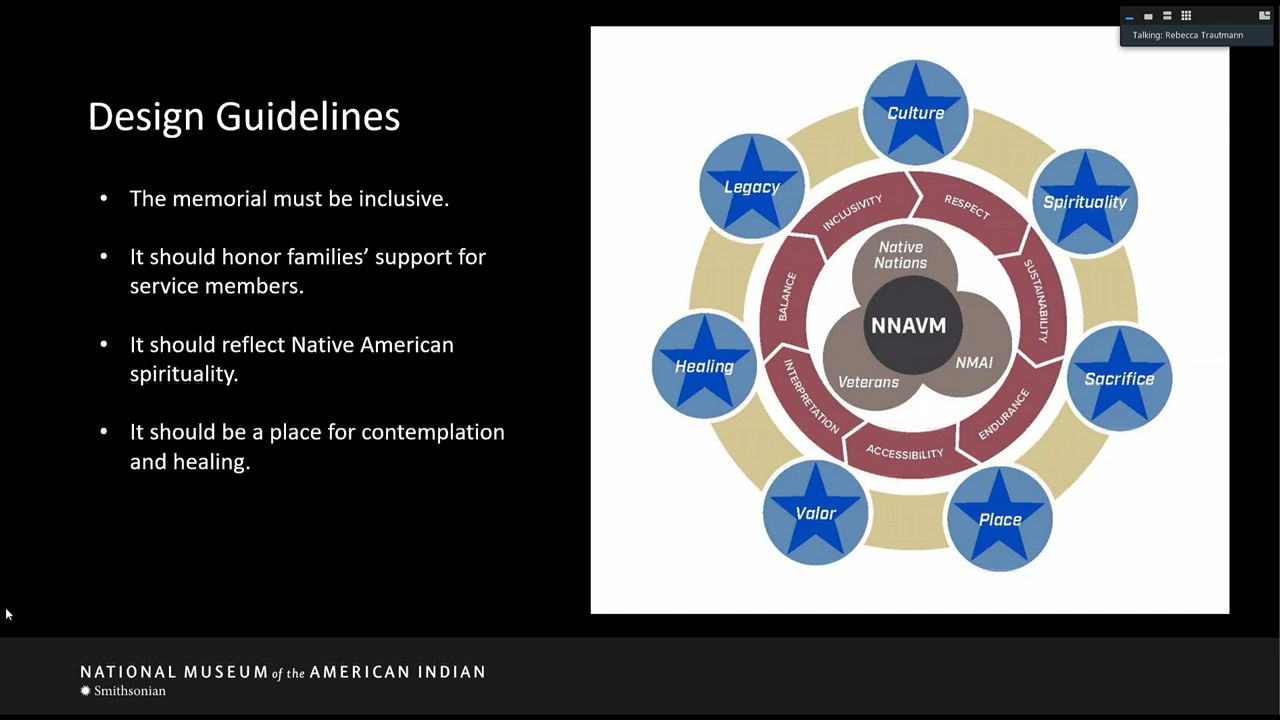 Talking: Rebecca Trautmann
Design Guidelines
• The memorial must be inclusive.
• It should honor families’ support for
service members.
• It should reflect Native American
spirituality.
• It should be a place for contemplation
and healing.
Culture
Legacy
Spirituality
INCLUSIVITY
RESPECT
Native
Nations
BALANCE
SUSTAINABILITY
NNAVM
Healing
Veterans
NMAI
Sacrifice
INTERPRETATION
ENDURANCE
ACCESSIBILITY
Valor
Place
NATIONAL MUSEUM of the AMERICAN INDIAN
Smithsonian